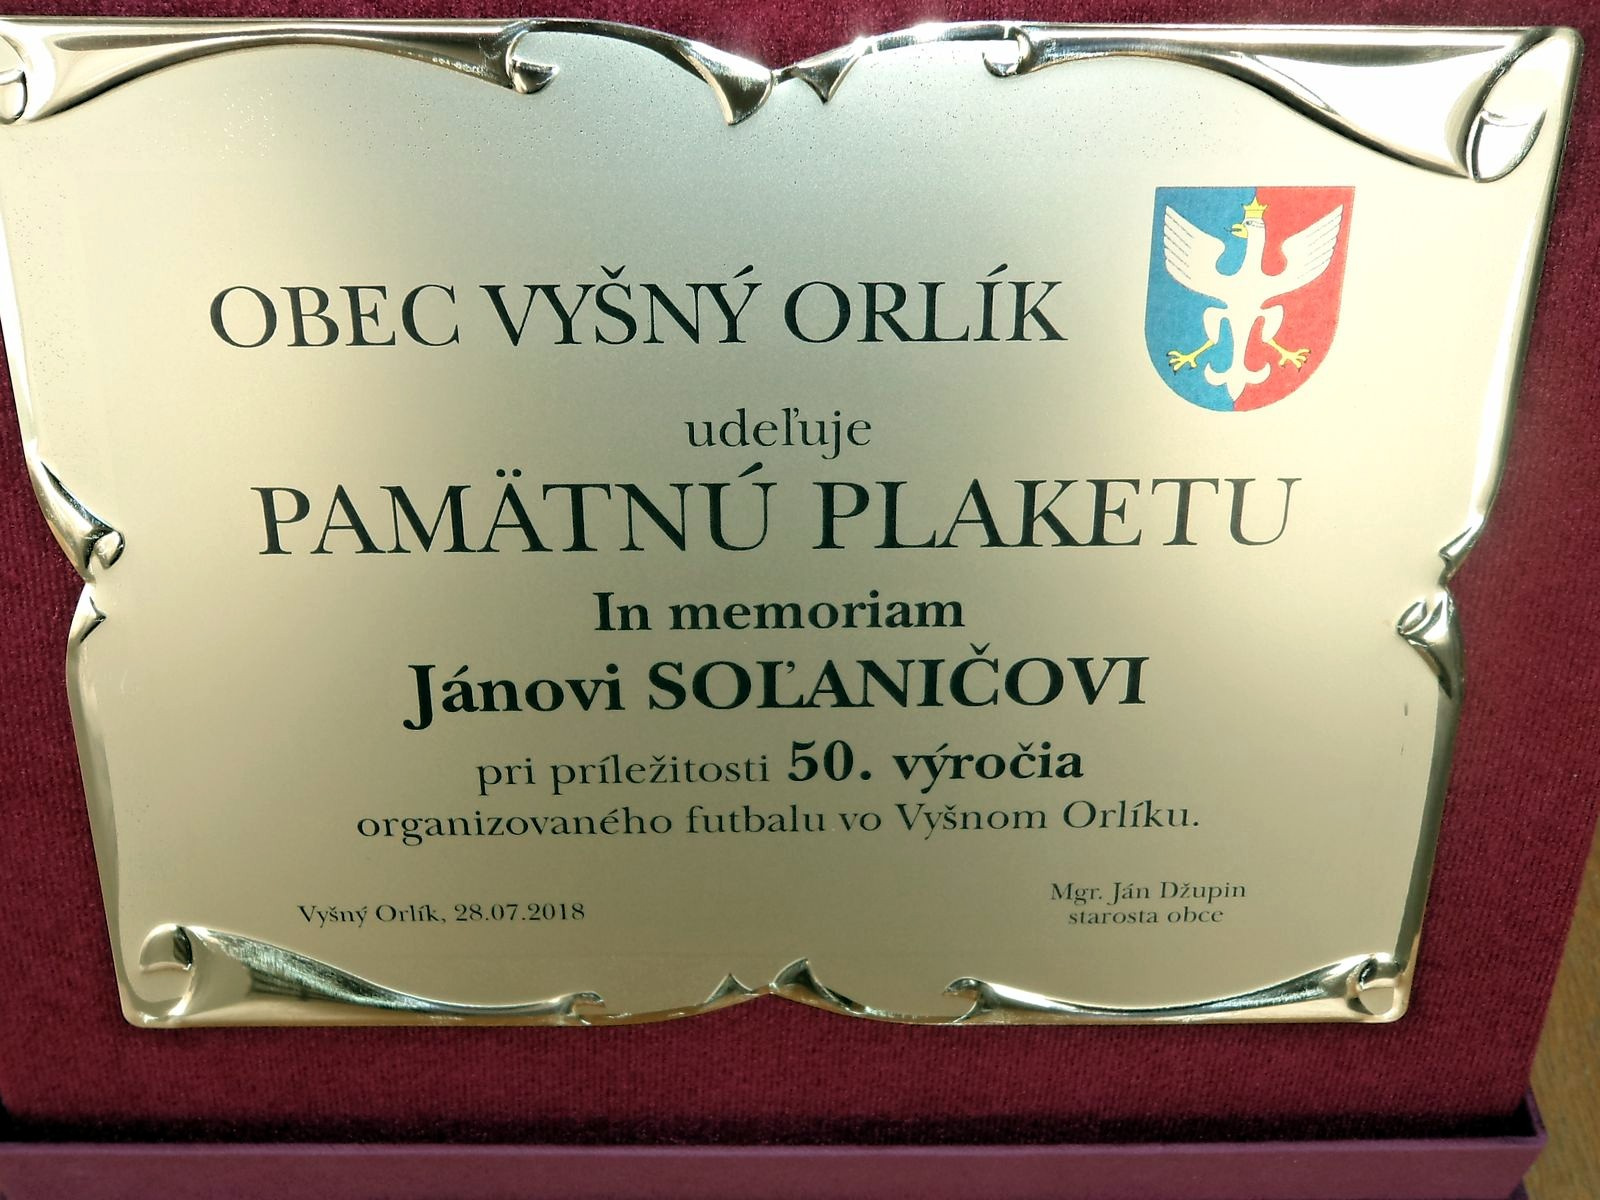 OBEC VYŠNÝ ORLÍK
udeľuje
PAMÄTNÚ PLAKETU
In memoriam
Jánovi SOĽANIČOVI
pri príležitosti 50. výročia
organizovaného futbalu vo Vyšnom Orlíku.
Vyšný Orlík, 28.07.2018
Mgr. Ján Džupin
starosta obce